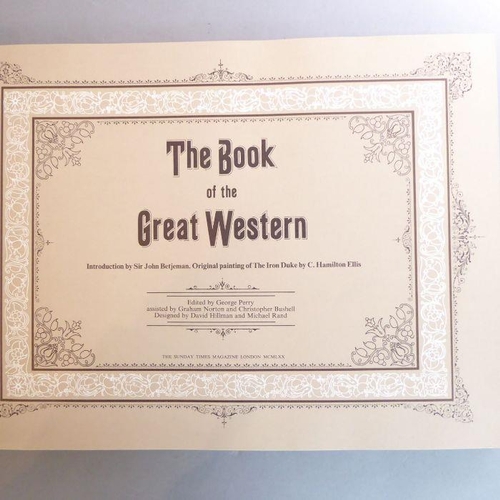 The Book
of the
Great Western
Introduction by Sir John Betjeman. Original painting of The Iron Duke by C. Hamilton Ellis
Edited by George Perry
assisted by Graham Norton and Christopher Bushell
Designed by David Hillman and Michael Rand
THE SUNDAY TIMES MAGAZINE LONDON MCMLXX